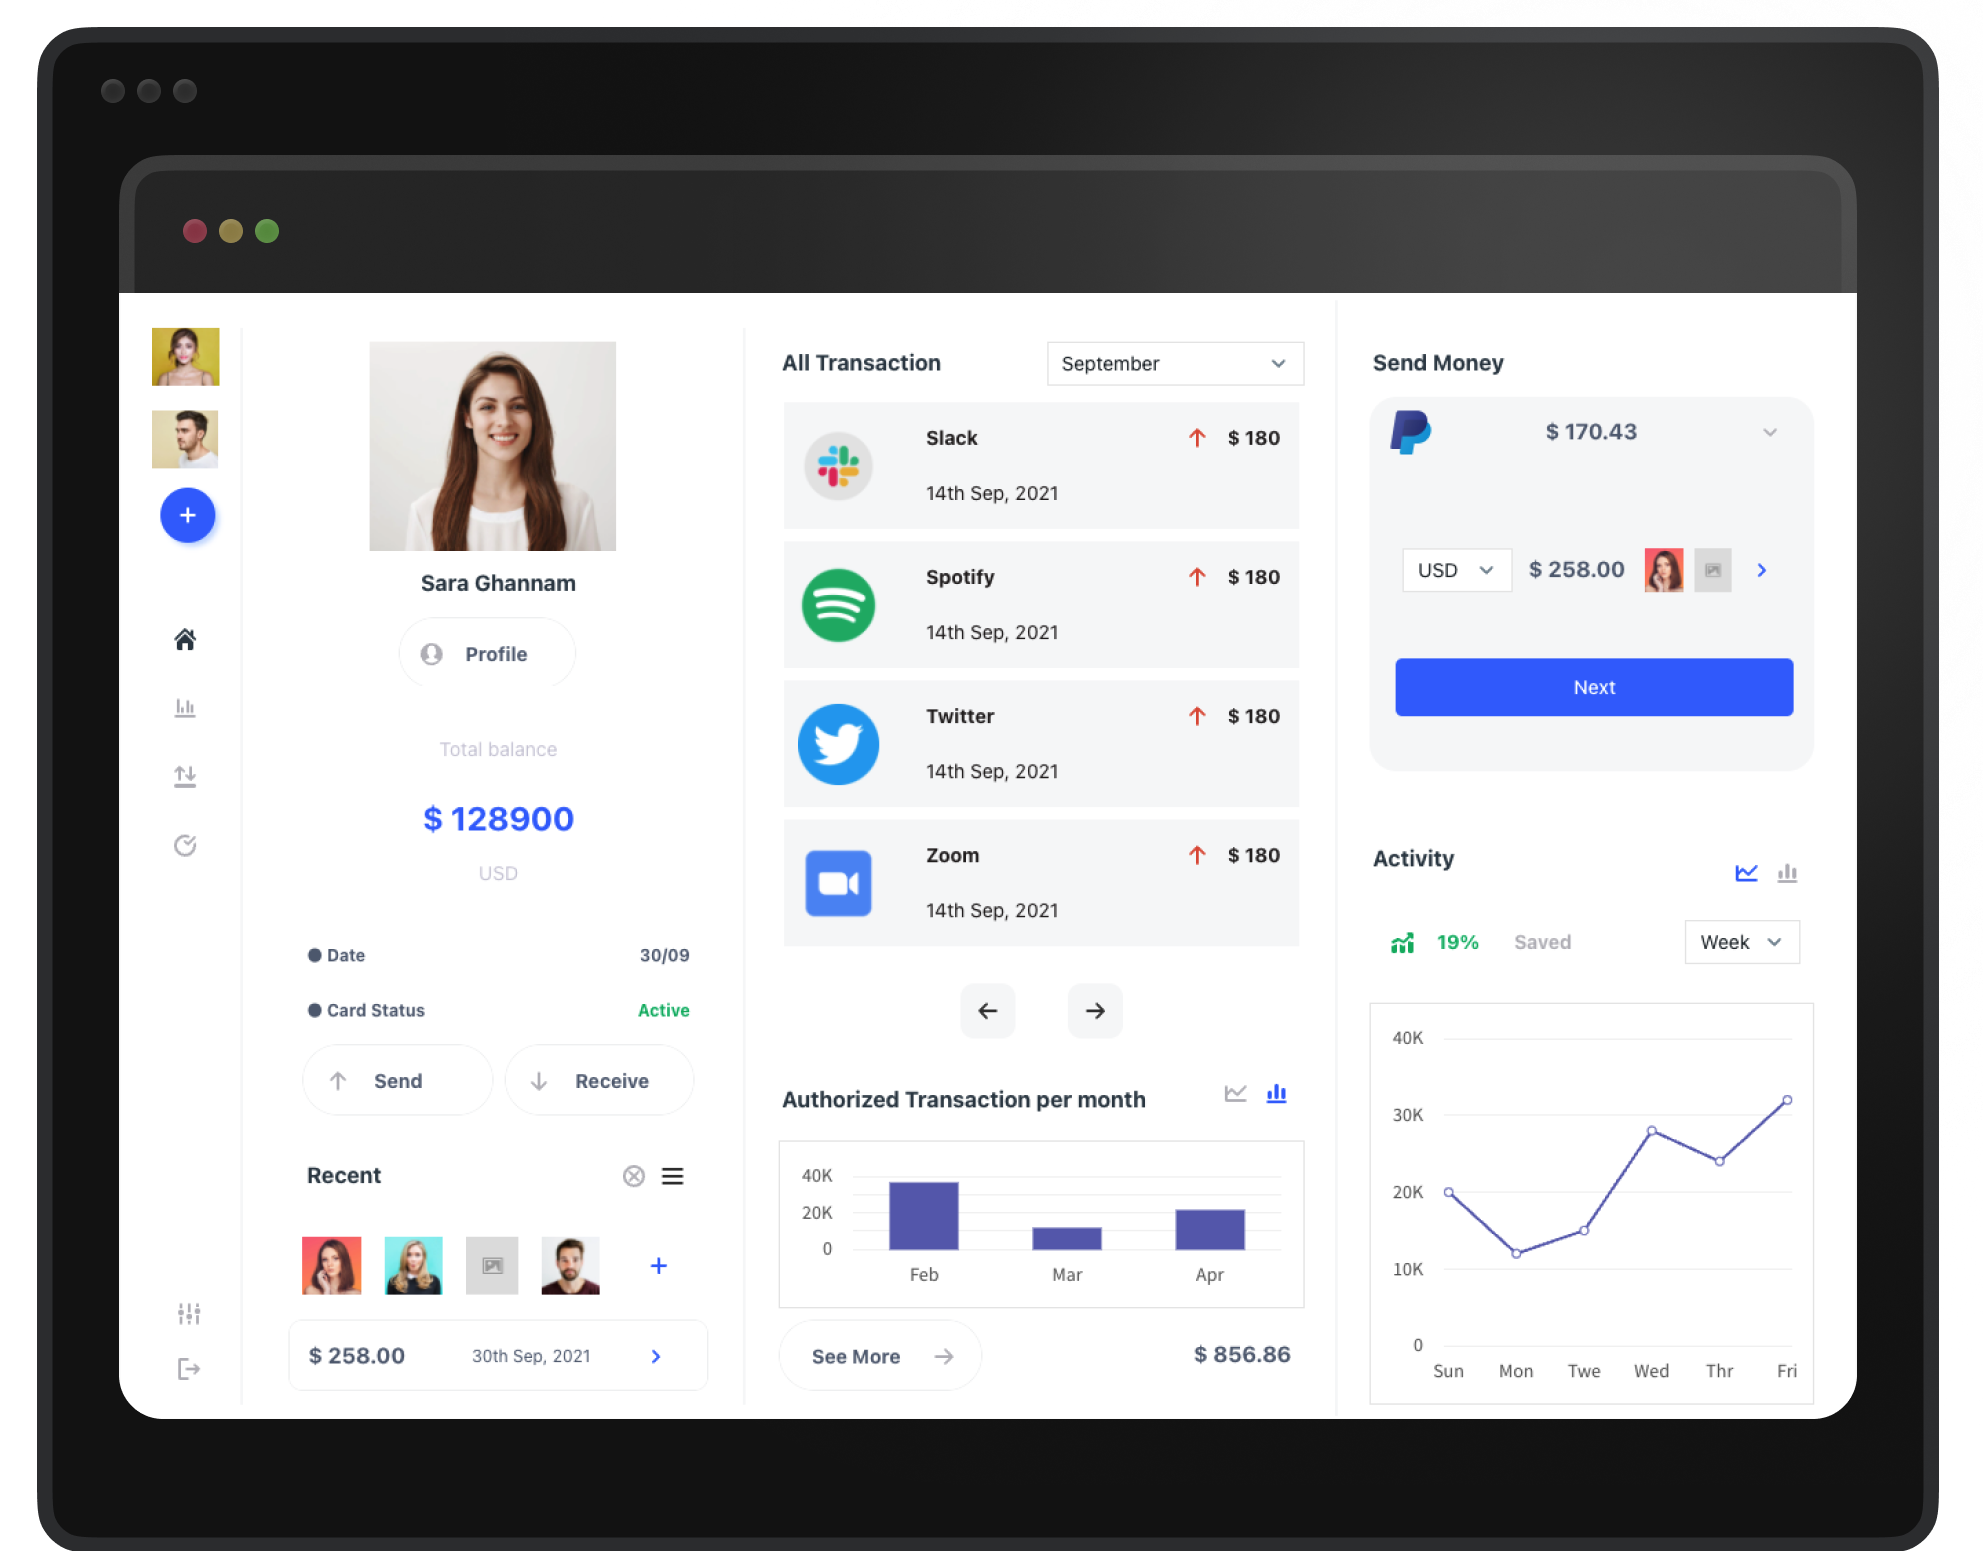 Sara Ghannam
Profile
Total balance
$ 128900
USD
Date 30/09
Card Status Active
Send Receive
Recent
$ 258.00 30th Sep, 2021
All Transaction September
Slack $ 180
14th Sep, 2021
Spotify $ 180
14th Sep, 2021
Twitter $ 180
14th Sep, 2021
Zoom $ 180
14th Sep, 2021
Authorized Transaction per month
40K
20K
0
Feb Mar Apr
See More $ 856.86
Send Money
$ 170.43
USD $ 258.00
Next
Activity
19% Saved Week
40K
30K
20K
10K
0
Sun Mon Twe Wed Thr Fri